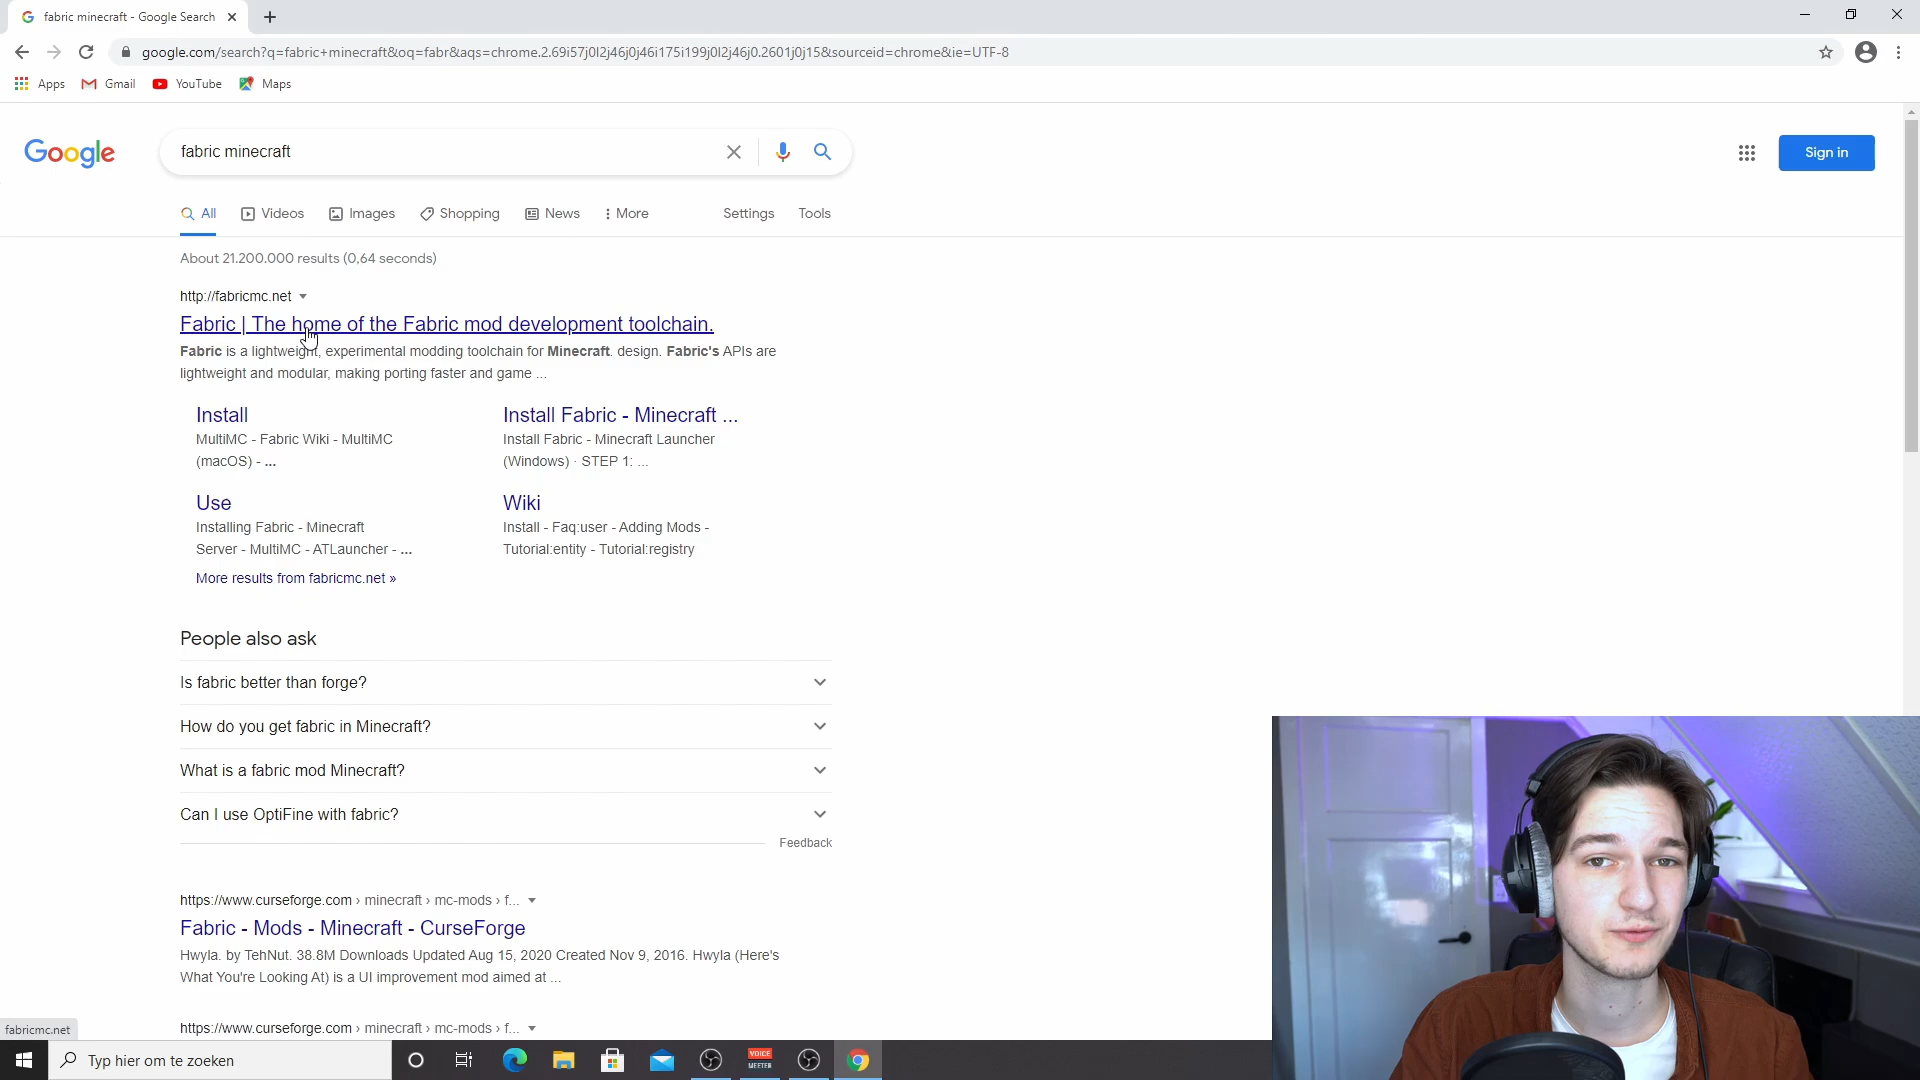 fabric minecraft - Google Search
google.com/search?q=fabric+minecraft&oq=fabr&aqs=chrome.2.69i57j0l2j46j0j46i175i199j0l2j46j0.2601j0j15&sourceid=chrome&ie=UTF-8
Apps Gmail YouTube Maps
Google fabric minecraft Sign in
All Videos Images Shopping News More Settings Tools
About 21.200.000 results (0,64 seconds)
http://fabricmc.net
Fabric | The home of the Fabric mod development toolchain.
Fabric is a lightweight, experimental modding toolchain for Minecraft. design. Fabric's APIs are
lightweight and modular, making porting faster and game ...
Install Install Fabric - Minecraft ...
MultiMC - Fabric Wiki - MultiMC Install Fabric - Minecraft Launcher
(macOS) - ... (Windows) · STEP 1: ...
Use Wiki
Installing Fabric - Minecraft Install - Faq:user - Adding Mods -
Server - MultiMC - ATLauncher - ... Tutorial:entity - Tutorial:registry
More results from fabricmc.net »
People also ask
Is fabric better than forge?
How do you get fabric in Minecraft?
What is a fabric mod Minecraft?
Can I use OptiFine with fabric?
Feedback
https://www.curseforge.com › minecraft › mc-mods › f...
Fabric - Mods - Minecraft - CurseForge
Hwyla. by TehNut. 38.8M Downloads Updated Aug 15, 2020 Created Nov 9, 2016. Hwyla (Here's
What You're Looking At) is a UI improvement mod aimed at ...
https://www.curseforge.com › minecraft › mc-mods › f...
fabricmc.net
Typ hier om te zoeken
VOICE
MEETER